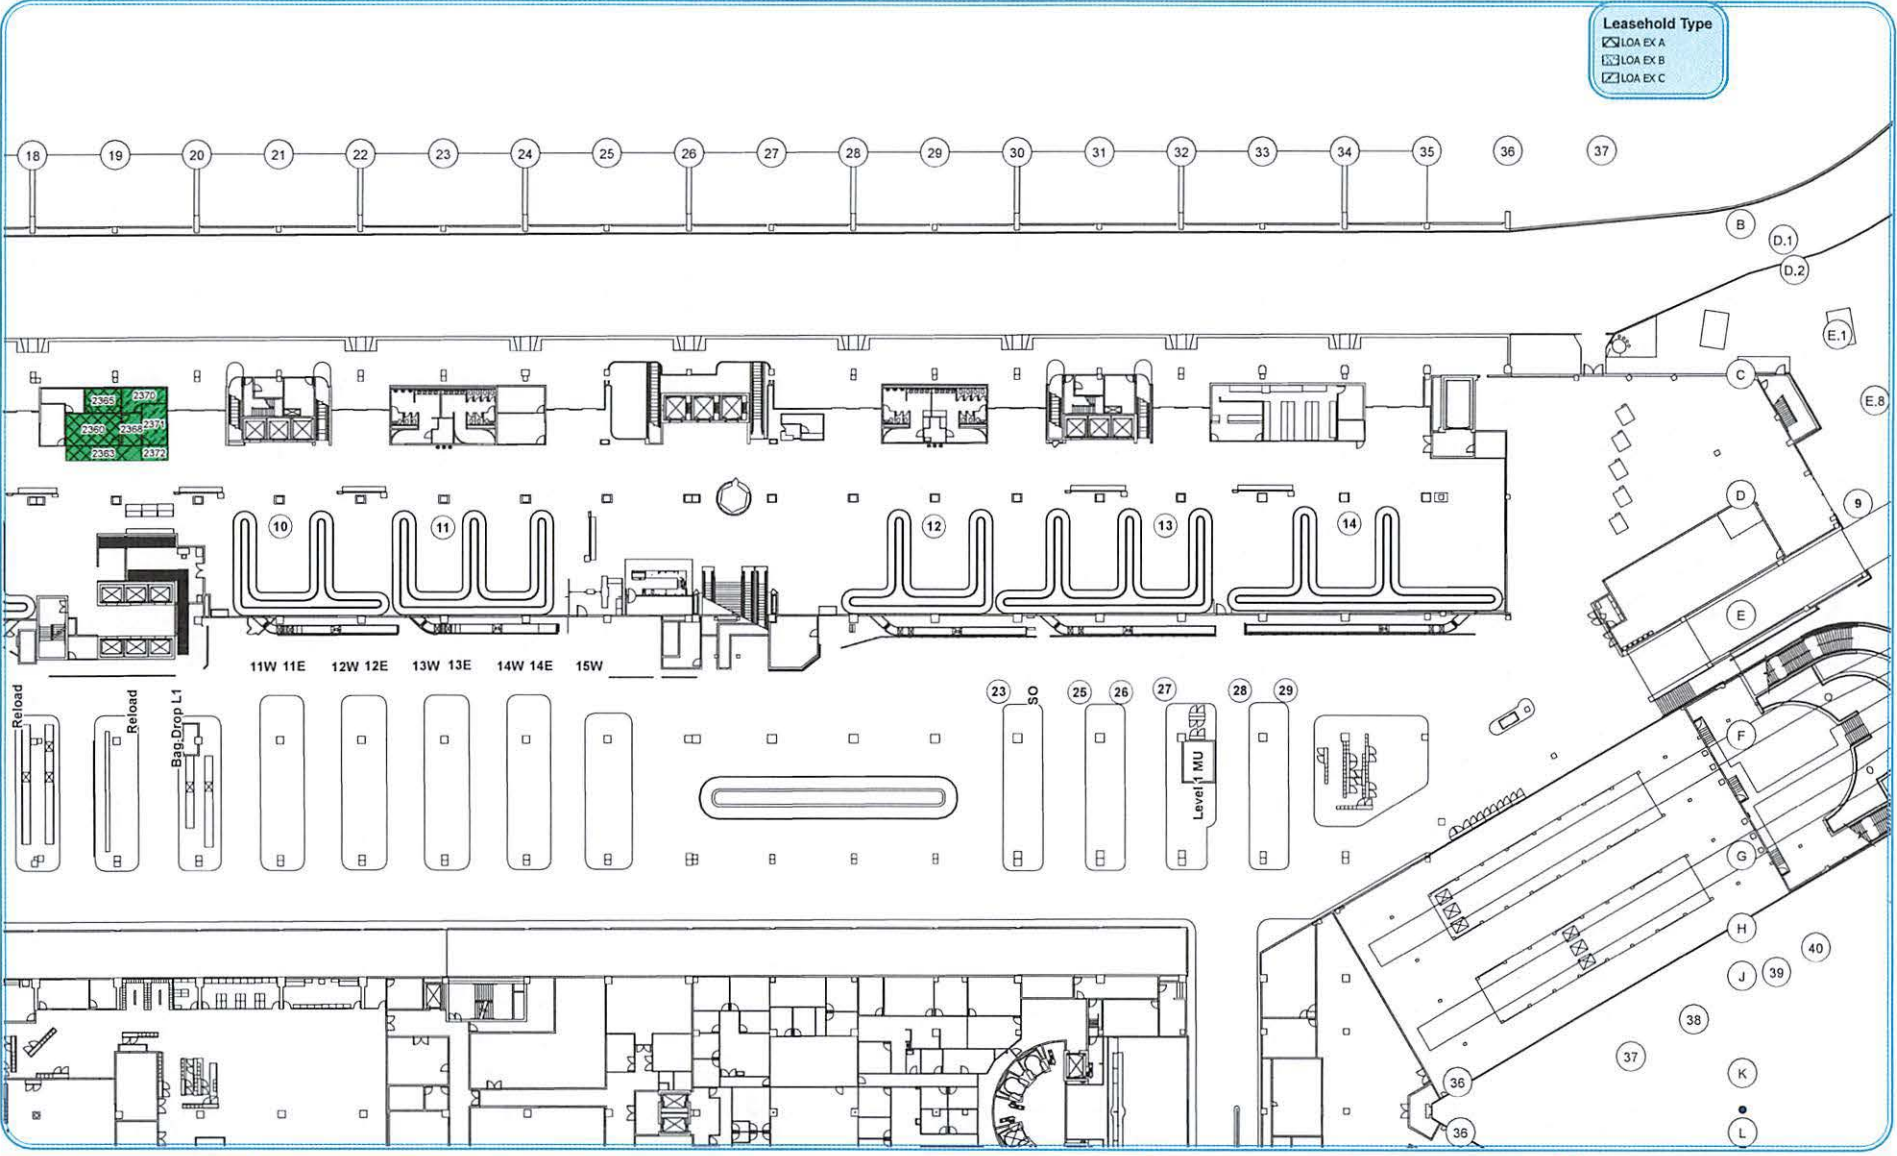 Leasehold Type
LOA EX A
LOA EX B
LOA EX C
18 19 20 21 22 23 24 25 26 27 28 29 30 31 32 33 34 35 36 37
B
D.1
D.2
E.1
C
E.8
2365 2370
2360 2368 2371
2363 2372
D
9
10 11 12 13 14
E
11W 11E 12W 12E 13W 13E 14W 14E 15W
23 SO 25 26 27 28 29
Reload
Reload
Bag Drop L1
F
Level 1 MU
G
H
40
J 39
38
37
K
36
36
L